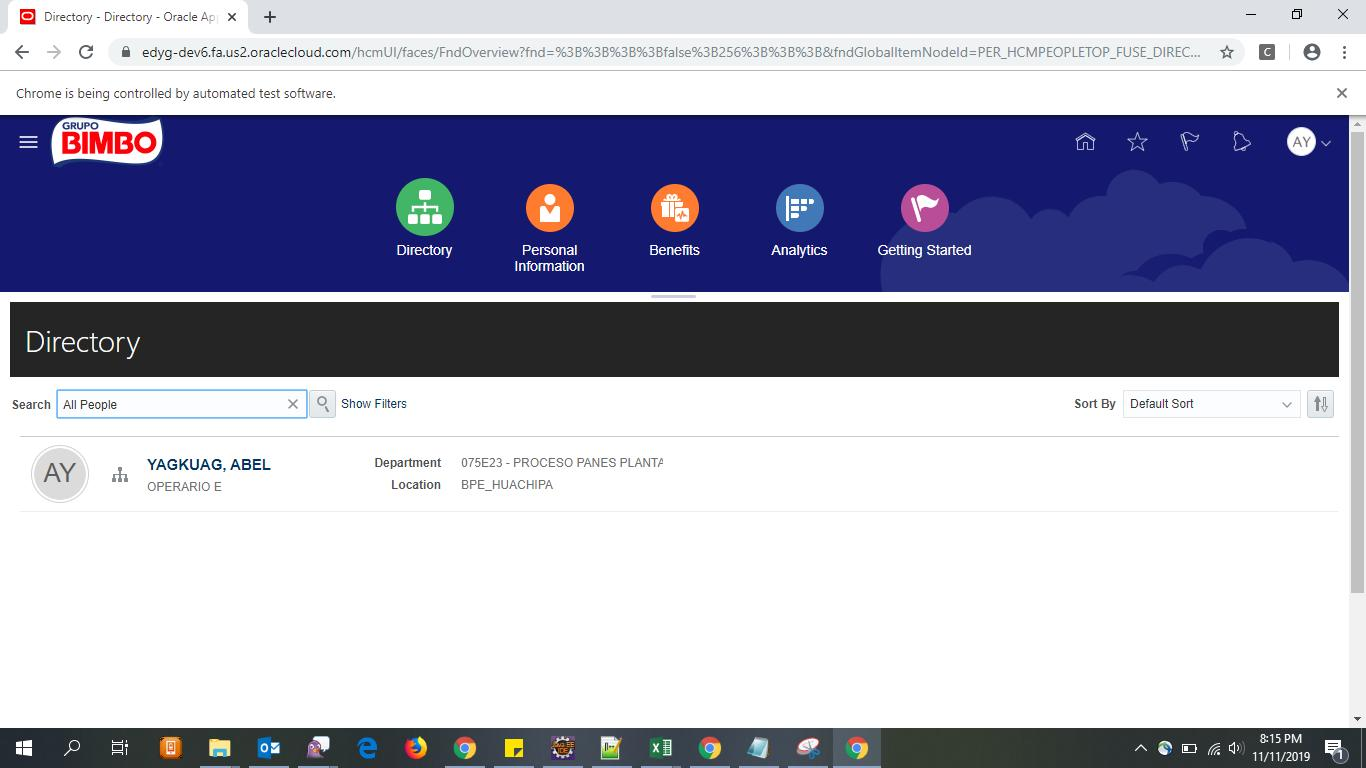 Directory - Directory - Oracle Ap
edyg-dev6.fa.us2.oraclecloud.com/hcmUI/faces/FndOverview?fnd=%3B%3B%3B%3Bfalse%3B256%3B%3B%3B&fndGlobalItemNodeId=PER_HCMPEOPLETOP_FUSE_DIREC...
C
Chrome is being controlled by automated test software.
GRUPO
BIMBO
AY
Directory
Personal
Information
Benefits
Analytics
Getting Started
Directory
Search
All People
Show Filters
Sort By
Default Sort
AY
YAGKUAG, ABEL
OPERARIO E
Department
075E23 - PROCESO PANES PLANTA
Location
BPE_HUACHIPA
8:15 PM
11/11/2019
1